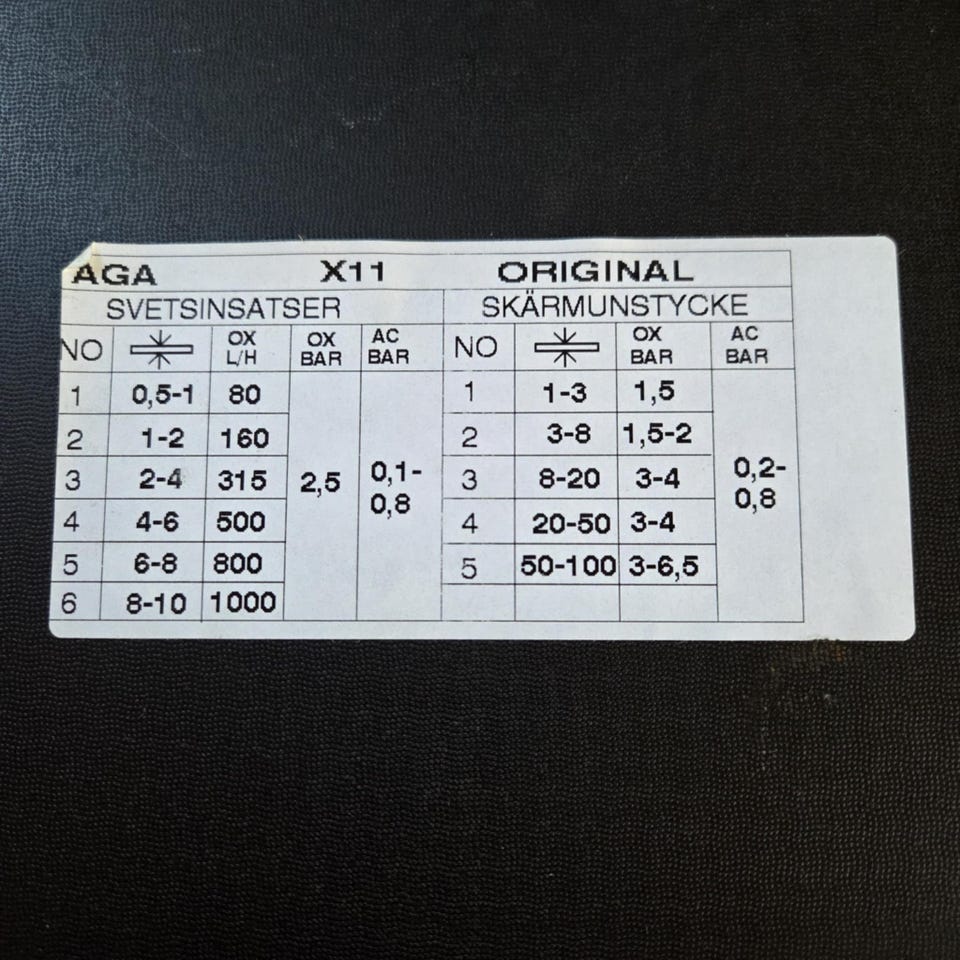 AGA X11 ORIGINAL
SVETSINSATSER SKÄRMUNSTYCKE
NO OX L/H OX BAR AC BAR NO OX BAR AC BAR
1 0,5-1 80 1 1-3 1,5
2 1-2 160 2 3-8 1,5-2
3 2-4 315 2,5 0,1-0,8 3 8-20 3-4 0,2-0,8
4 4-6 500 4 20-50 3-4
5 6-8 800 5 50-100 3-6,5
6 8-10 1000